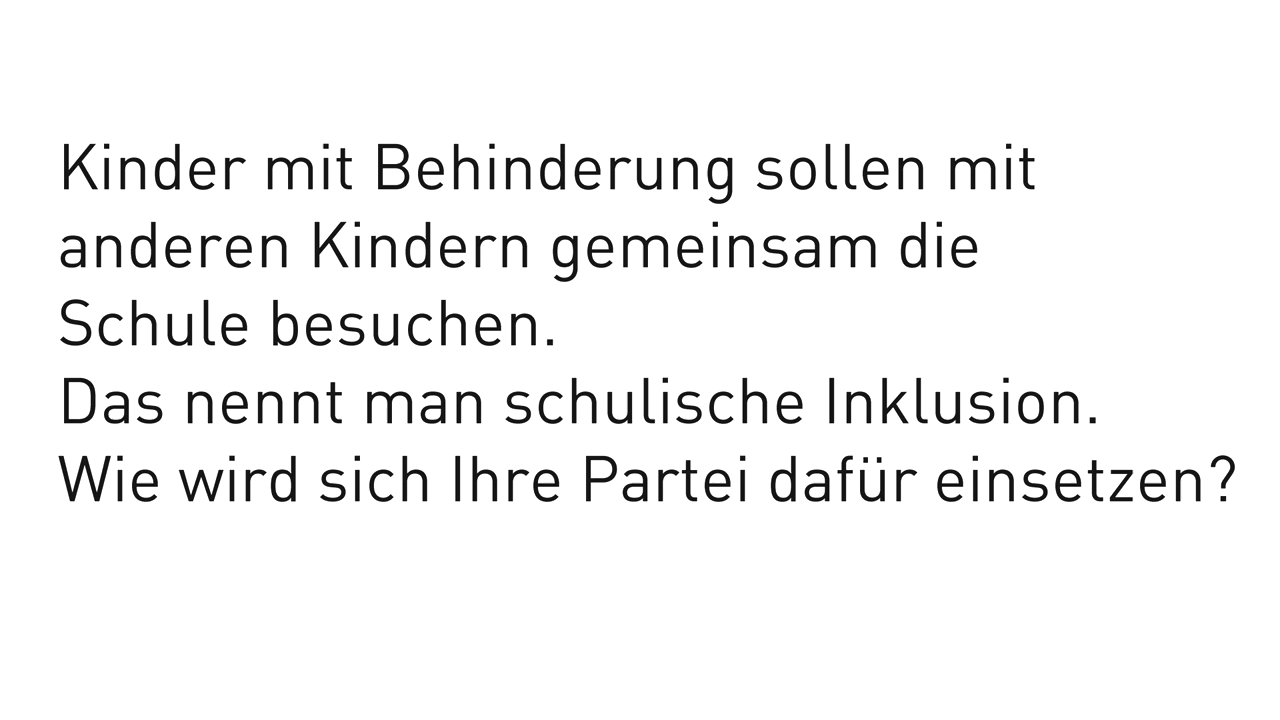 Kinder mit Behinderung sollen mit
anderen Kindern gemeinsam die
Schule besuchen.
Das nennt man schulische Inklusion.
Wie wird sich Ihre Partei dafür einsetzen?